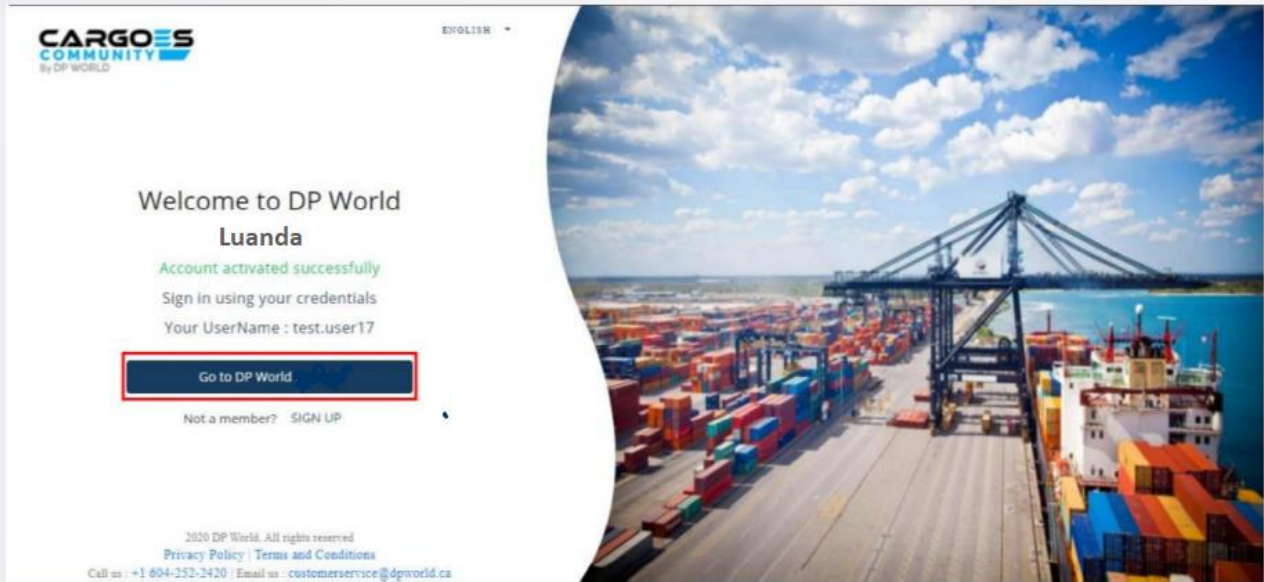 CARGOES
COMMUNITY
By DP WORLD
ENGLISH
Welcome to DP World
Luanda
Account activated successfully
Sign in using your credentials
Your UserName : test.user17
Go to DP World
Not a member? SIGN UP
2020 DP World. All rights reserved
Privacy Policy | Terms and Conditions
Call us : +1 604-252-2420 | Email us : customerservice@dpworld.ca